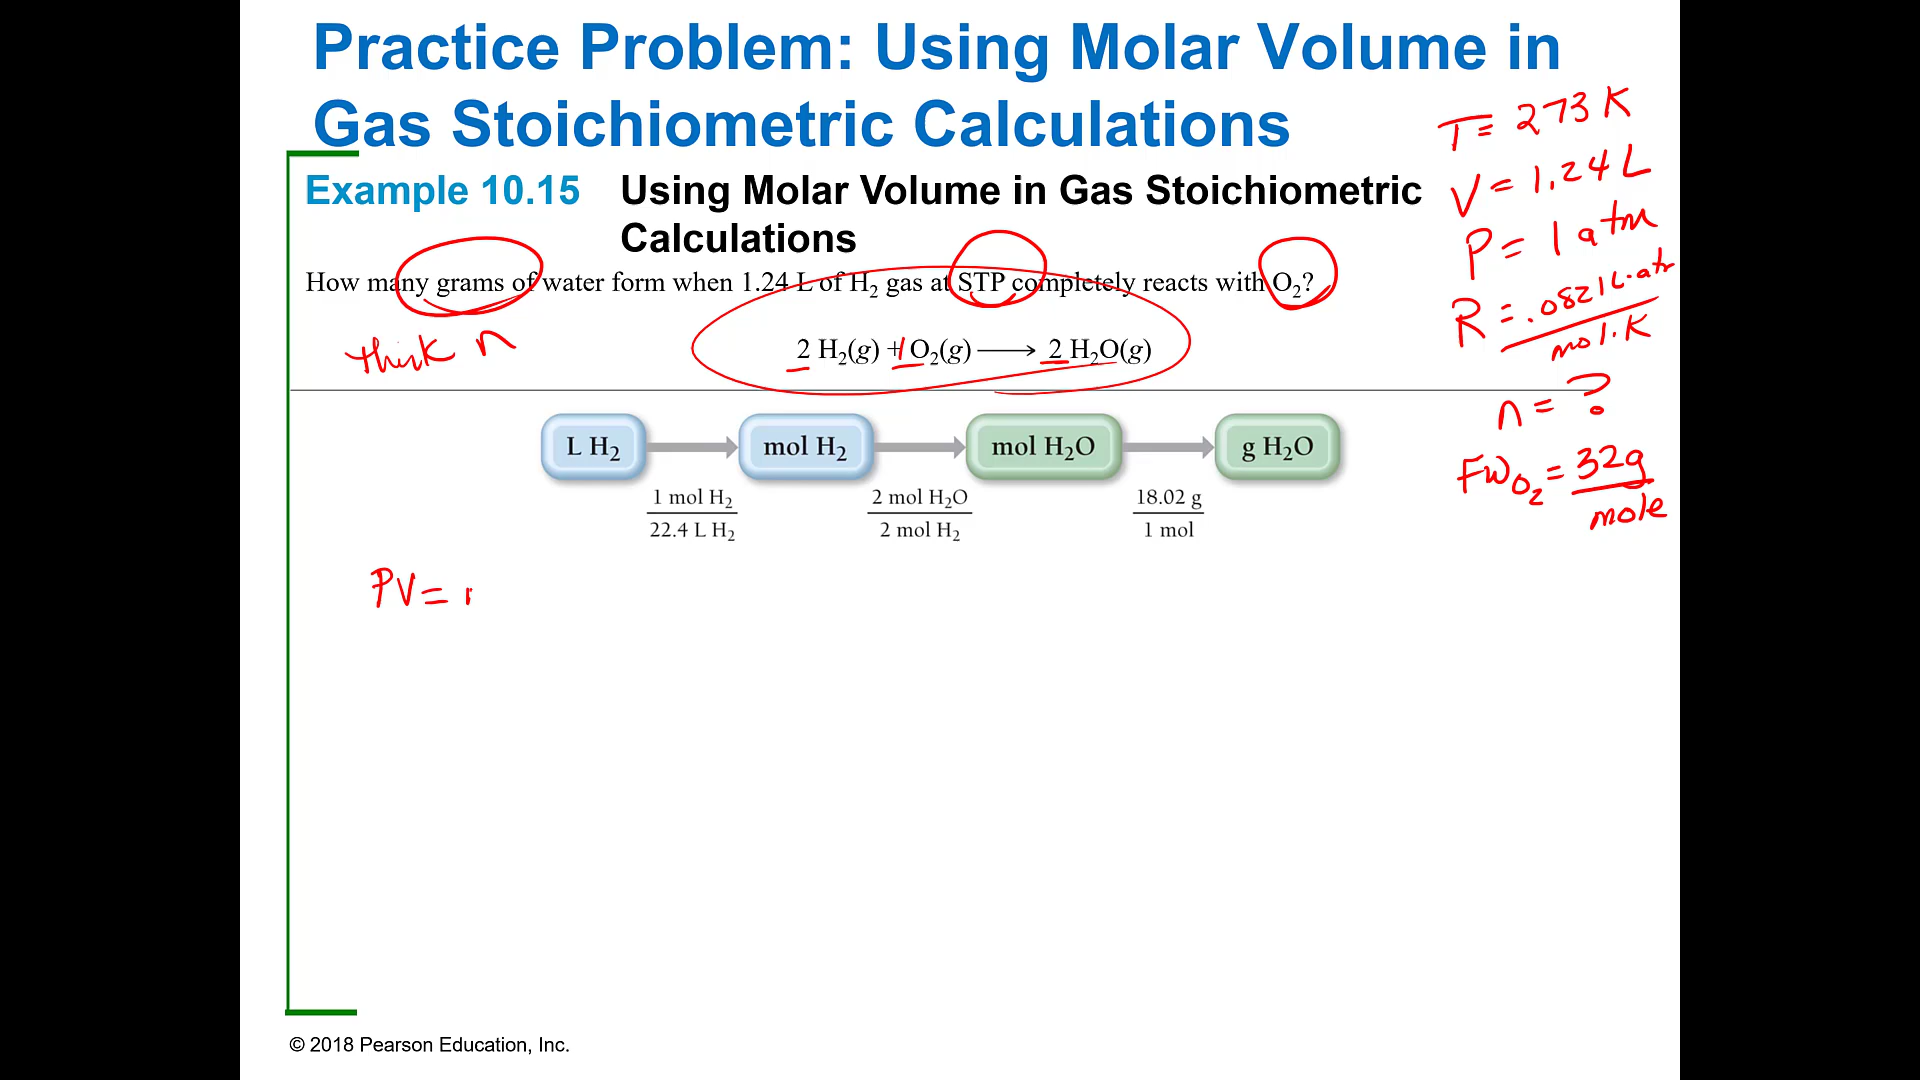 Practice Problem: Using Molar Volume in
Gas Stoichiometric Calculations
Example 10.15 Using Molar Volume in Gas Stoichiometric
Calculations
How many grams of water form when 1.24 L of H₂ gas at STP completely reacts with O₂?
2 H₂(g) + 1 O₂(g) ⟶ 2 H₂O(g)
think n
L H₂ → mol H₂ → mol H₂O → g H₂O
1 mol H₂
22.4 L H₂
2 mol H₂O
2 mol H₂
18.02 g
1 mol
T = 273 K
V = 1.24 L
P = 1 atm
R = .0821 L·atm
mol·K
n = ?
FW O₂ = 32g
mole
PV =
© 2018 Pearson Education, Inc.